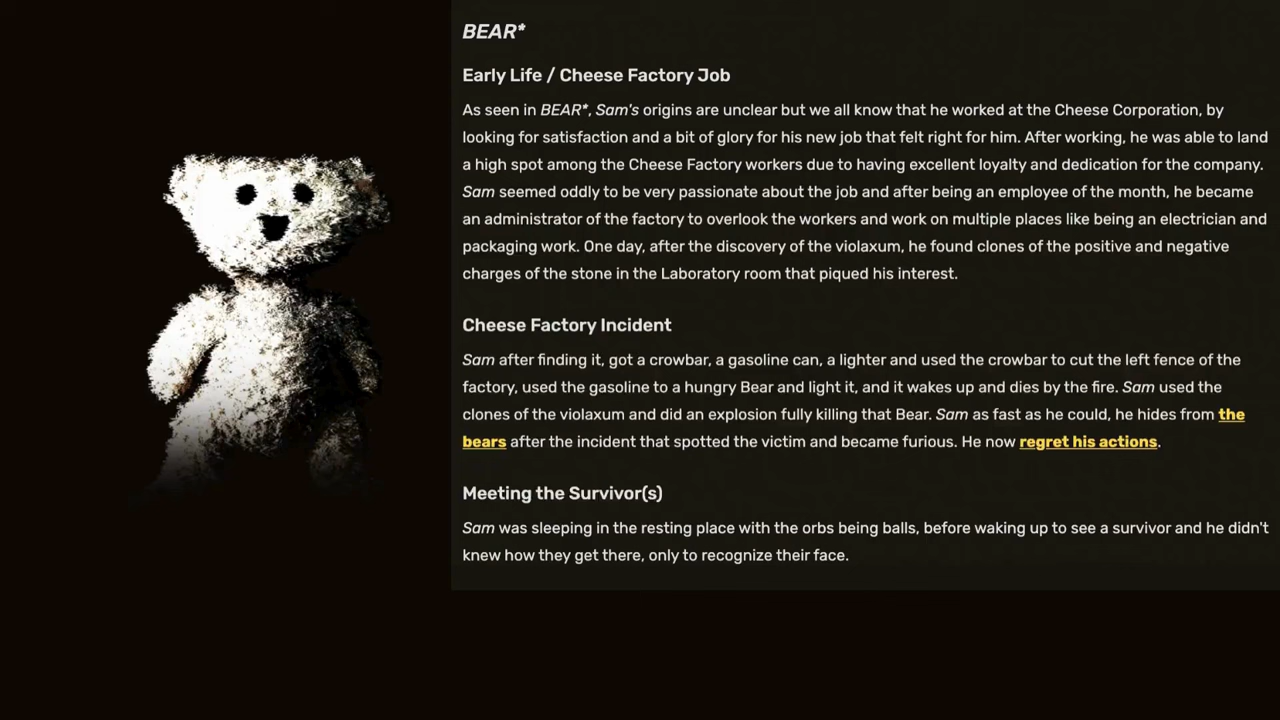 BEAR*
Early Life / Cheese Factory Job
As seen in BEAR*, Sam's origins are unclear but we all know that he worked at the Cheese Corporation, by
looking for satisfaction and a bit of glory for his new job that felt right for him. After working, he was able to land
a high spot among the Cheese Factory workers due to having excellent loyalty and dedication for the company.
Sam seemed oddly to be very passionate about the job and after being an employee of the month, he became
an administrator of the factory to overlook the workers and work on multiple places like being an electrician and
packaging work. One day, after the discovery of the violaxum, he found clones of the positive and negative
charges of the stone in the Laboratory room that piqued his interest.
Cheese Factory Incident
Sam after finding it, got a crowbar, a gasoline can, a lighter and used the crowbar to cut the left fence of the
factory, used the gasoline to a hungry Bear and light it, and it wakes up and dies by the fire. Sam used the
clones of the violaxum and did an explosion fully killing that Bear. Sam as fast as he could, he hides from the
bears after the incident that spotted the victim and became furious. He now regret his actions.
Meeting the Survivor(s)
Sam was sleeping in the resting place with the orbs being balls, before waking up to see a survivor and he didn't
knew how they get there, only to recognize their face.